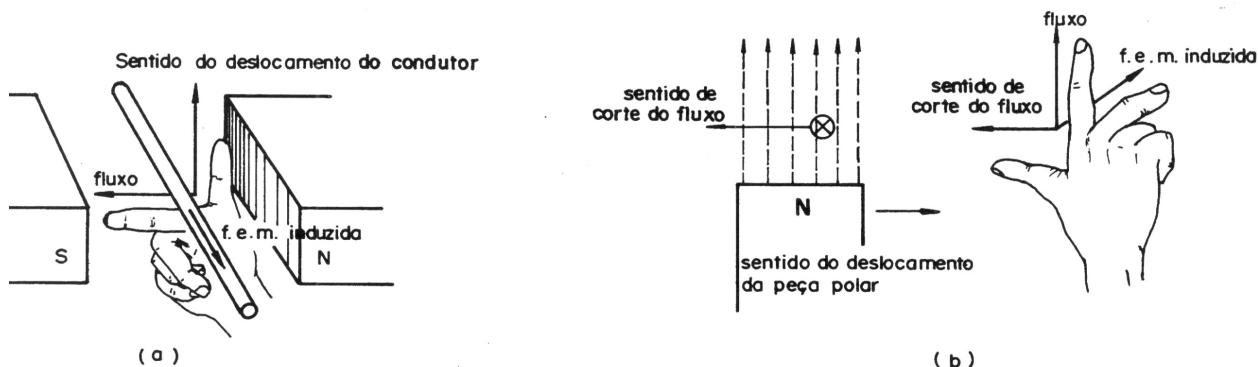 Sentido do deslocamento do condutor
fluxo
f.e.m. induzida
S
N
(a)
sentido de
corte do fluxo
N
sentido do deslocamento
da peça polar
fluxo
f.e.m. induzida
sentido de
corte do fluxo
(b)